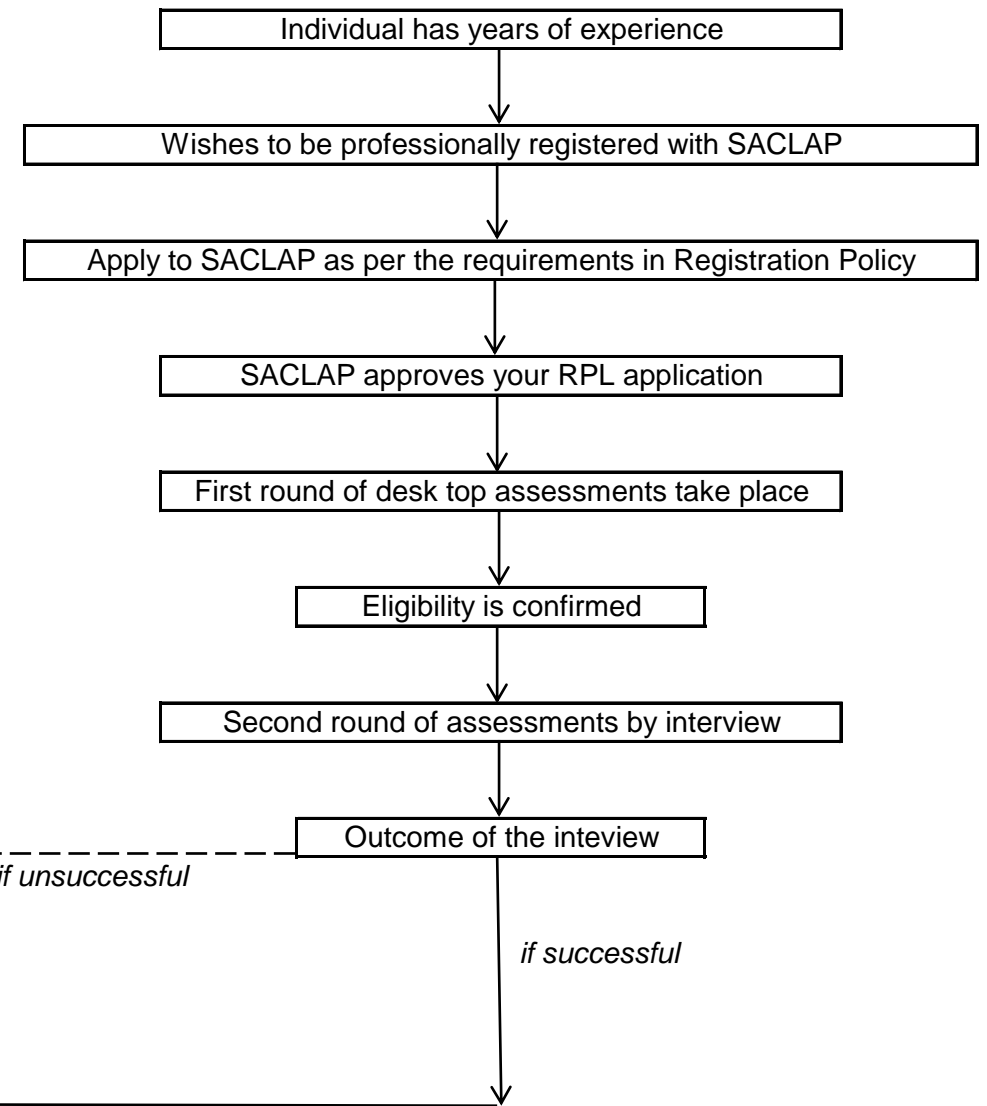 Individual has years of experience
Wishes to be professionally registered with SACLAP
Apply to SACLAP as per the requirements in Registration Policy
SACLAP approves your RPL application
First round of desk top assessments take place
Eligibility is confirmed
Second round of assessments by interview
Outcome of the inteview
if unsuccessful
if successful